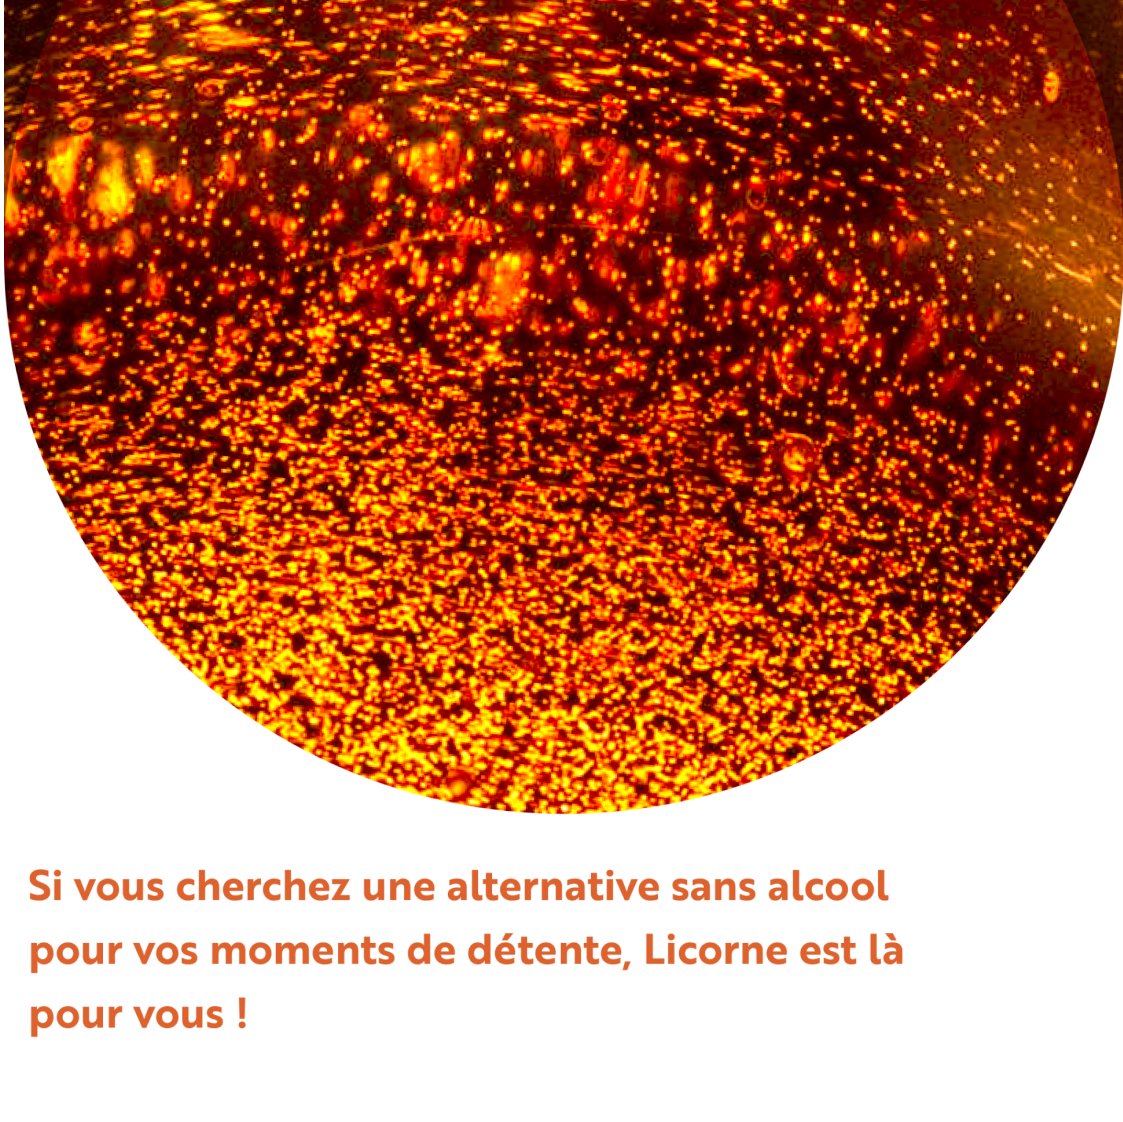 Si vous cherchez une alternative sans alcool
pour vos moments de détente, Licorne est là
pour vous !